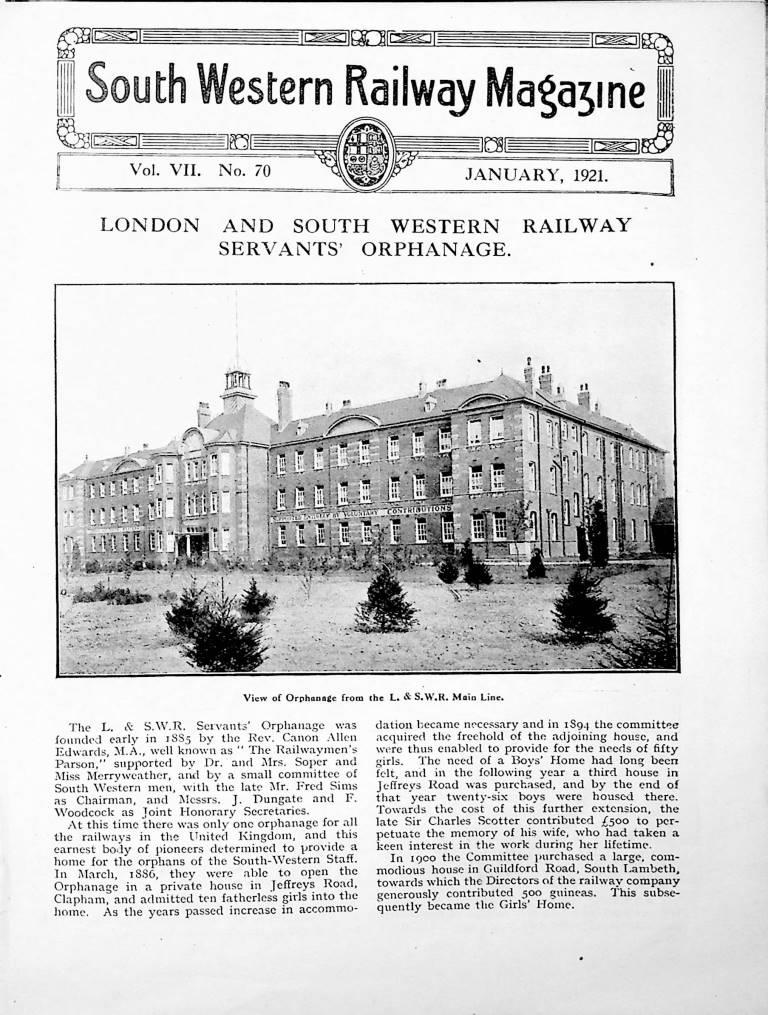 South Western Railway Magazine
Vol. VII. No. 70
JANUARY, 1921.
LONDON AND SOUTH WESTERN RAILWAY
SERVANTS' ORPHANAGE.
SUPPORTED ENTIRELY BY VOLUNTARY CONTRIBUTIONS
View of Orphanage from the L. & S.W.R. Main Line.
The L. & S.W.R. Servants' Orphanage was
founded early in 1885 by the Rev. Canon Allen
Edwards, M.A., well known as " The Railwaymen's
Parson," supported by Dr. and Mrs. Soper and
Miss Merryweather, and by a small committee of
South Western men, with the late Mr. Fred Sims
as Chairman, and Messrs. J. Dungate and F.
Woodcock as Joint Honorary Secretaries.
At this time there was only one orphanage for all
the railways in the United Kingdom, and this
earnest body of pioneers determined to provide a
home for the orphans of the South-Western Staff.
In March, 1886, they were able to open the
Orphanage in a private house in Jeffreys Road,
Clapham, and admitted ten fatherless girls into the
home. As the years passed increase in accommo-
dation became necessary and in 1894 the committee
acquired the freehold of the adjoining house, and
were thus enabled to provide for the needs of fifty
girls. The need of a Boys' Home had long been
felt, and in the following year a third house in
Jeffreys Road was purchased, and by the end of
that year twenty-six boys were housed there.
Towards the cost of this further extension, the
late Sir Charles Scotter contributed £500 to per-
petuate the memory of his wife, who had taken a
keen interest in the work during her lifetime.
In 1900 the Committee purchased a large, com-
modious house in Guildford Road, South Lambeth,
towards which the Directors of the railway company
generously contributed 500 guineas. This subse-
quently became the Girls' Home.